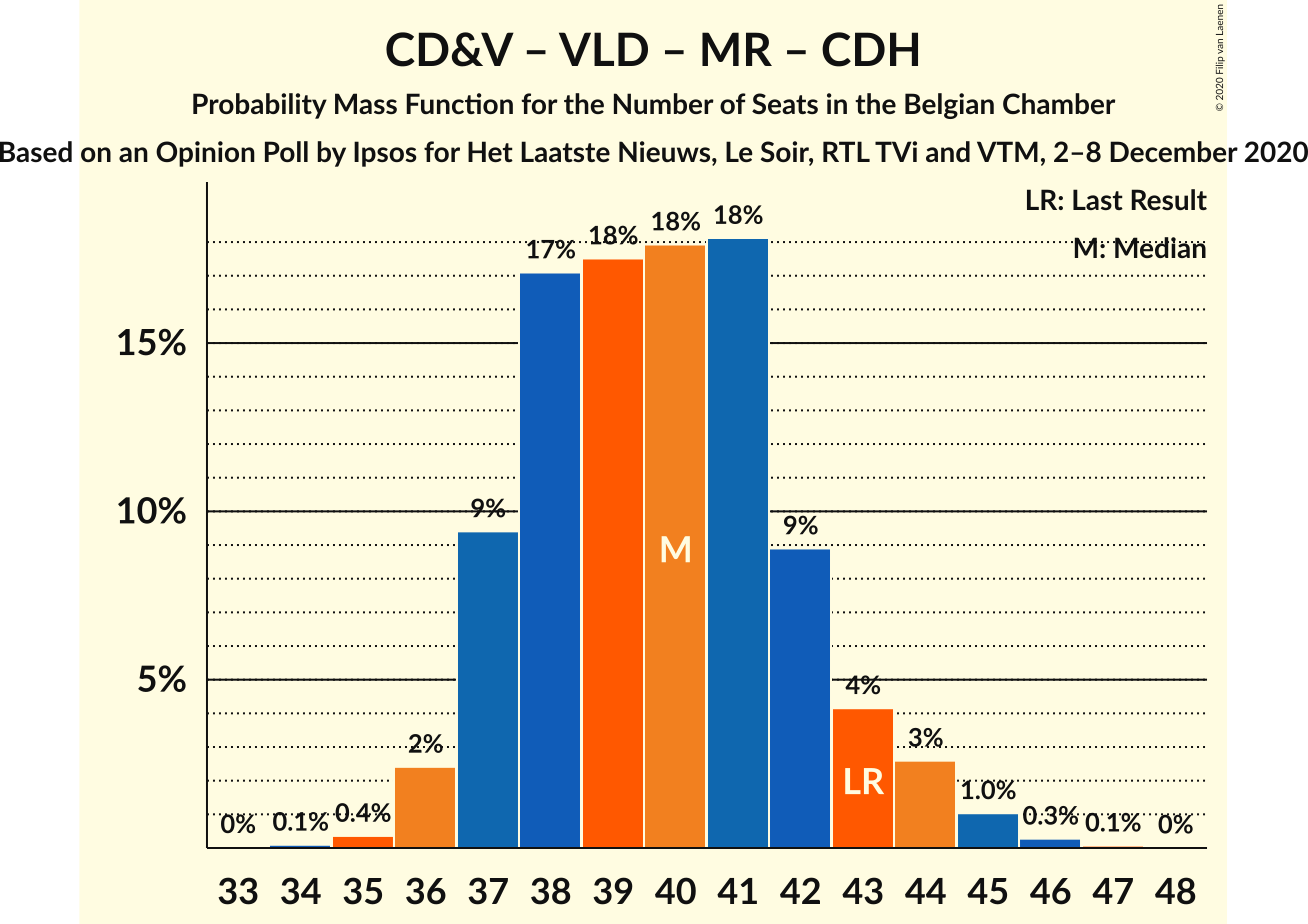 CD&V – VLD – MR – CDH
Probability Mass Function for the Number of Seats in the Belgian Chamber
Based on an Opinion Poll by Ipsos for Het Laatste Nieuws, Le Soir, RTL TVi and VTM, 2–8 December 2020
© 2020 Filip van Laenen
LR: Last Result
M: Median
15%
10%
5%
0% 0.1% 0.4% 2% 9% 17% 18% 18% 18% 9% 4% 3% 1.0% 0.3% 0.1% 0%
M
LR
33 34 35 36 37 38 39 40 41 42 43 44 45 46 47 48